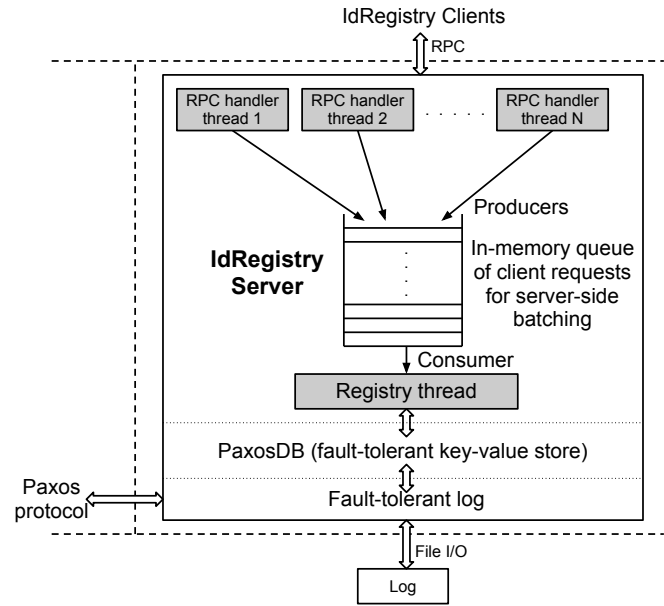 IdRegistry Clients
RPC
RPC handler
thread 1
RPC handler
thread 2
. . . . .
RPC handler
thread N
Producers
IdRegistry
Server
In-memory queue
of client requests
for server-side
batching
Consumer
Registry thread
PaxosDB (fault-tolerant key-value store)
Paxos
protocol
Fault-tolerant log
File I/O
Log